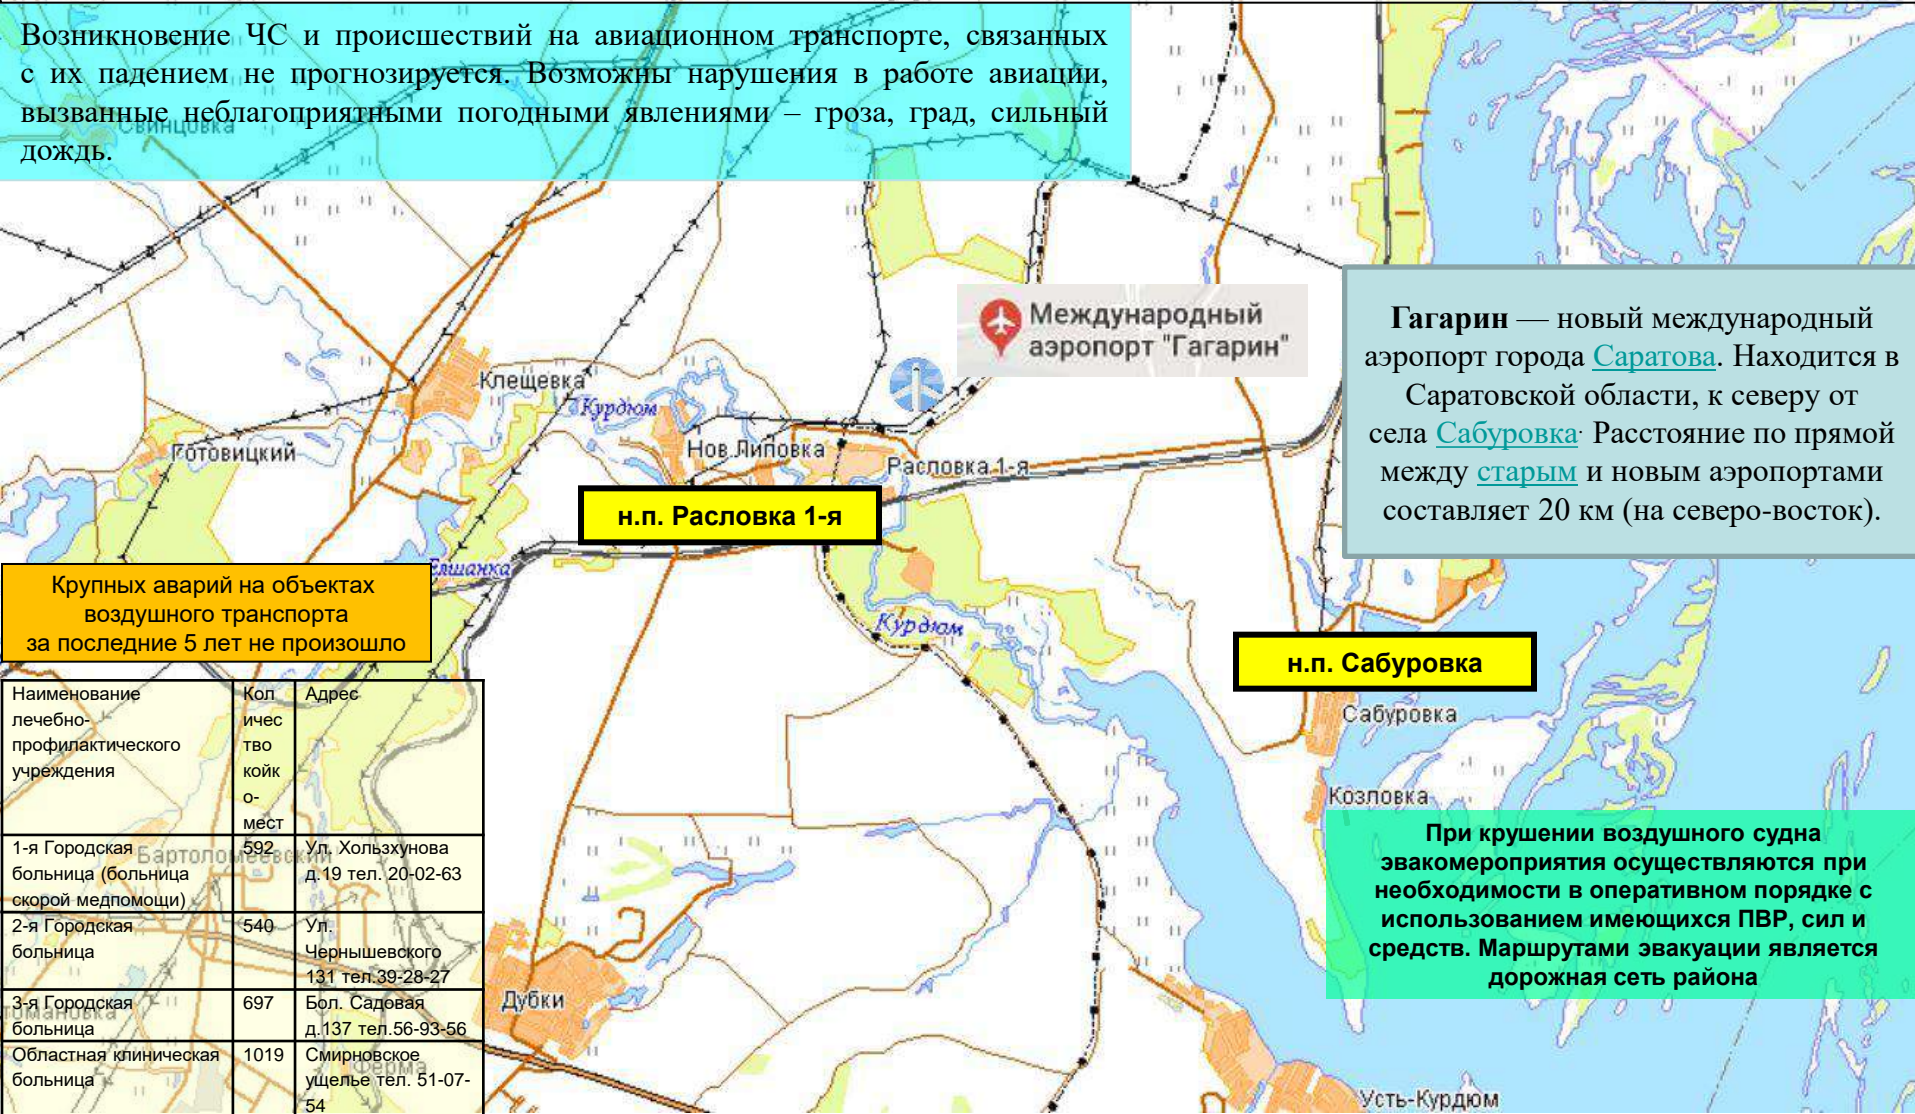 Возникновение ЧС и происшествий на авиационном транспорте, связанных
с их падением не прогнозируется. Возможны нарушения в работе авиации,
вызванные неблагоприятными погодными явлениями – гроза, град, сильный
дождь.
Свинцовка
Международный
аэропорт "Гагарин"
Гагарин — новый международный
аэропорт города Саратова. Находится в
Саратовской области, к северу от
села Сабуровка. Расстояние по прямой
между старым и новым аэропортами
составляет 20 км (на северо-восток).
Клещевка
Курдюм
Готовицкий
Нов.Липовка
Расловка 1-я
н.п. Расловка 1-я
Елшанка
Крупных аварий на объектах
воздушного транспорта
за последние 5 лет не произошло
Курдюм
н.п. Сабуровка
Сабуровка
Козловка
Наименование
лечебно-
профилактического
учреждения
Кол
ичес
тво
койк
о-
мест
Адрес
1-я Городская
больница (больница
скорой медпомощи)
592
Ул. Хользхунова
д.19 тел. 20-02-63
Бартоломеевский
2-я Городская
больница
540
Ул.
Чернышевского
131 тел.39-28-27
3-я Городская
больница
697
Бол. Садовая
д.137 тел.56-93-56
Областная клиническая
больница
1019
Смирновское
ущелье тел. 51-07-
54
Ферма
Дубки
При крушении воздушного судна
эвакомероприятия осуществляются при
необходимости в оперативном порядке с
использованием имеющихся ПВР, сил и
средств. Маршрутами эвакуации является
дорожная сеть района
Усть-Курдюм